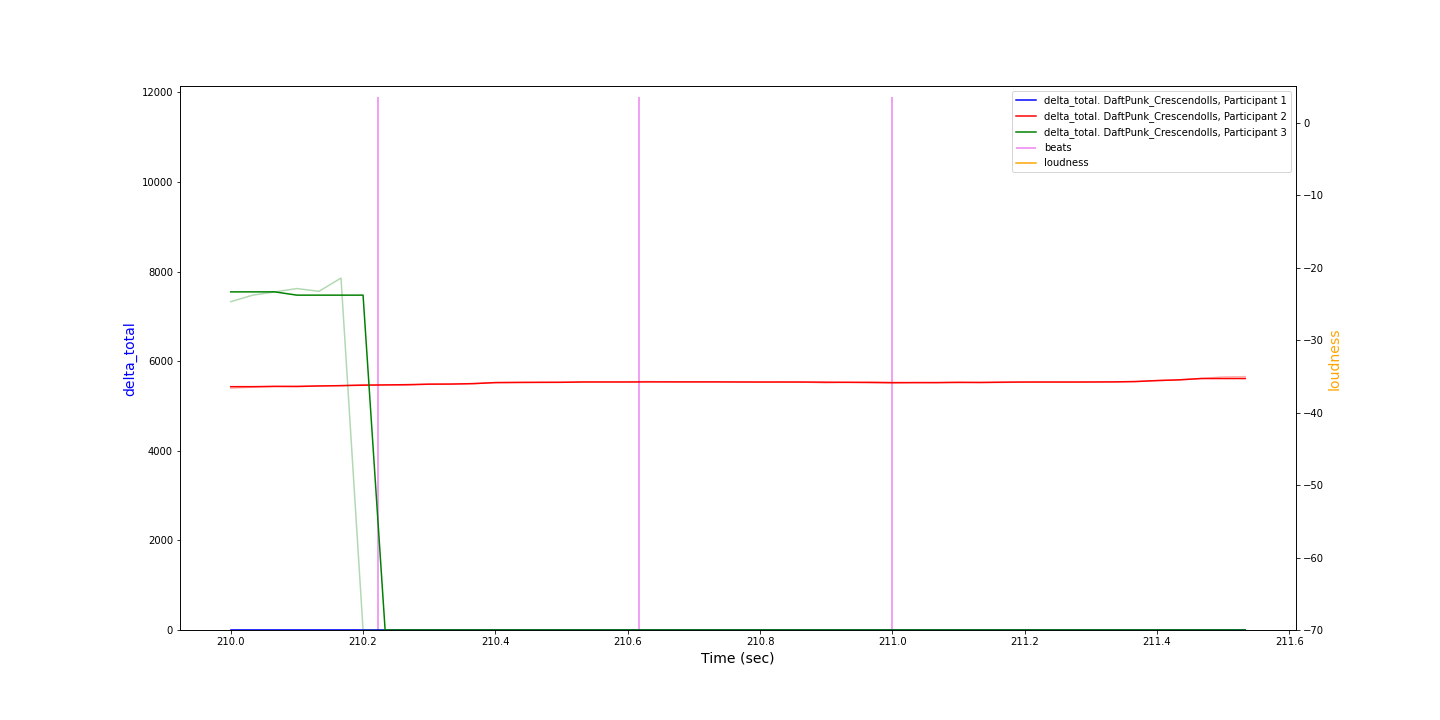 delta_total. DaftPunk_Crescendolls, Participant 1
delta_total. DaftPunk_Crescendolls, Participant 2
delta_total. DaftPunk_Crescendolls, Participant 3
beats
loudness
12000
10000
8000
6000
4000
2000
0
delta_total
0
−10
−20
−30
−40
−50
−60
−70
loudness
210.0 210.2 210.4 210.6 210.8 211.0 211.2 211.4 211.6
Time (sec)